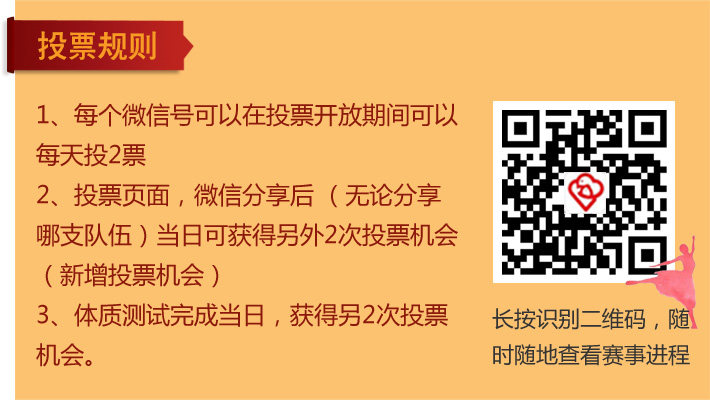 投票规则
1、每个微信号可以在投票开放期间可以
每天投2票
2、投票页面，微信分享后（无论分享
哪支队伍）当日可获得另外2次投票机会
（新增投票机会）
3、体质测试完成当日，获得另2次投票
机会。
长按识别二维码，随
时随地查看赛事进程